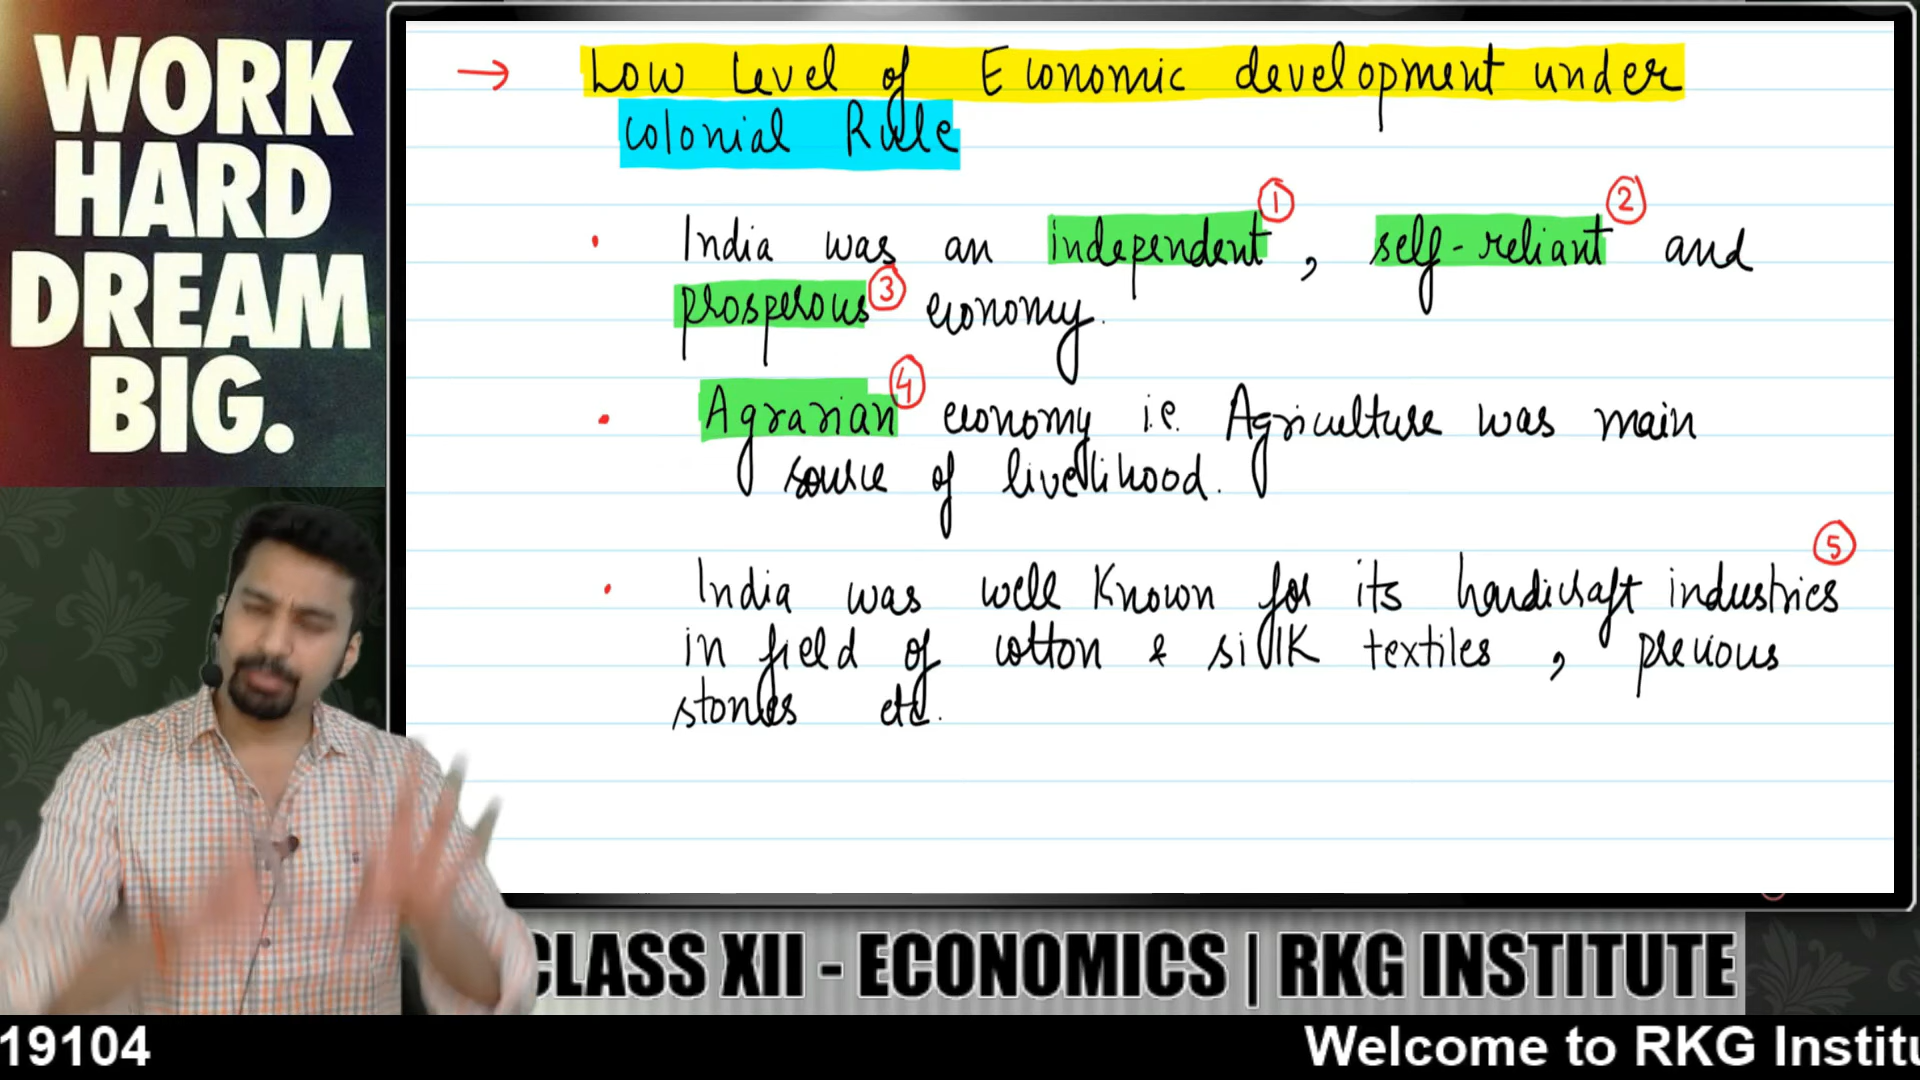 WORK
HARD
DREAM
BIG.
→ Low Level of Economic development under
colonial Rule
• India was an independent ①, self-reliant ② and
prosperous ③ economy.
• Agrarian ④ economy i.e. Agriculture was main
source of livelihood.
• India was well Known for its handicraft industries ⑤
in field of cotton & silk textiles, precious
stones etc.
CLASS XII - ECONOMICS | RKG INSTITUTE
19104
Welcome to RKG Institu